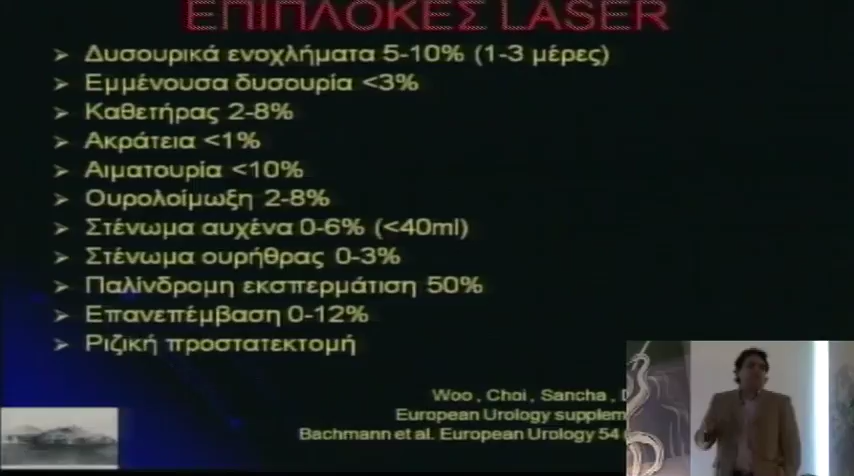 ΕΠΙΠΛΟΚΕΣ LASER
Δυσουρικά ενοχλήματα 5-10% (1-3 μέρες)
Εμμένουσα δυσουρία <3%
Καθετήρας 2-8%
Ακράτεια <1%
Αιματουρία <10%
Ουρολοίμωξη 2-8%
Στένωμα αυχένα 0-6% (<40ml)
Στένωμα ουρήθρας 0-3%
Παλίνδρομη εκσπερμάτιση 50%
Επανεπέμβαση 0-12%
Ριζική προστατεκτομή
Woo , Choi , Sancha ,
European Urology
Bachmann et al. European Urology 54